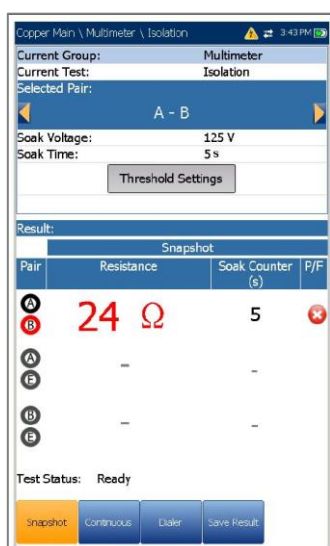 Copper Main \ Multimeter \ Isolation 3:43 PM
Current Group: Multimeter
Current Test: Isolation
Selected Pair:
A - B
Soak Voltage: 125 V
Soak Time: 5 s
Threshold Settings
Result:
Snapshot
Pair Resistance Soak Counter (s) P/F
A B 24 Ω 5
A E - -
B E - -
Test Status: Ready
Snapshot Continuous Dialer Save Result